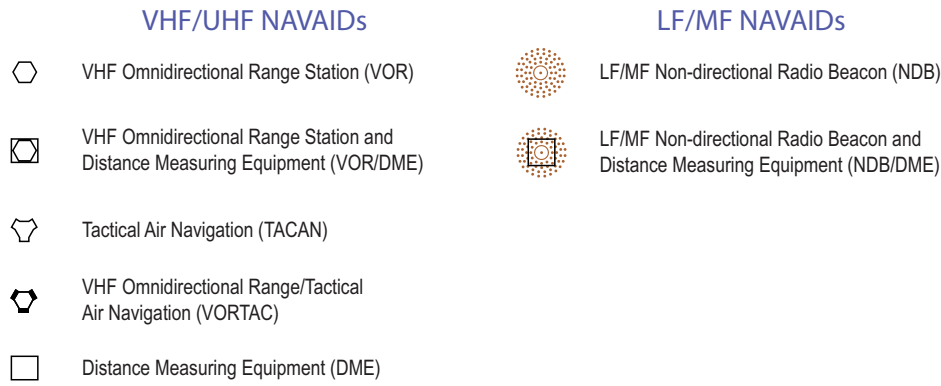 VHF/UHF NAVAIDs
VHF Omnidirectional Range Station (VOR)
VHF Omnidirectional Range Station and
Distance Measuring Equipment (VOR/DME)
Tactical Air Navigation (TACAN)
VHF Omnidirectional Range/Tactical
Air Navigation (VORTAC)
Distance Measuring Equipment (DME)
LF/MF NAVAIDs
LF/MF Non-directional Radio Beacon (NDB)
LF/MF Non-directional Radio Beacon and
Distance Measuring Equipment (NDB/DME)